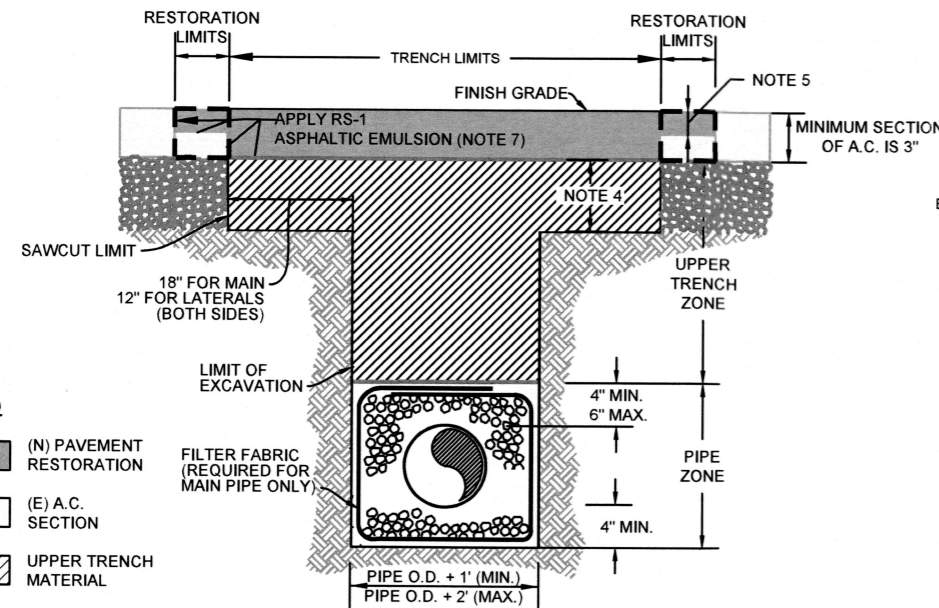 RESTORATION
LIMITS
RESTORATION
LIMITS
TRENCH LIMITS
NOTE 5
FINISH GRADE
APPLY RS-1
ASPHALTIC EMULSION (NOTE 7)
MINIMUM SECTION
OF A.C. IS 3"
NOTE 4
SAWCUT LIMIT
18" FOR MAIN
12" FOR LATERALS
(BOTH SIDES)
UPPER
TRENCH
ZONE
LIMIT OF
EXCAVATION
4" MIN.
6" MAX.
(N) PAVEMENT
RESTORATION
FILTER FABRIC
(REQUIRED FOR
MAIN PIPE ONLY)
PIPE
ZONE
(E) A.C.
SECTION
4" MIN.
UPPER TRENCH
MATERIAL
PIPE O.D. + 1' (MIN.)
PIPE O.D. + 2' (MAX.)